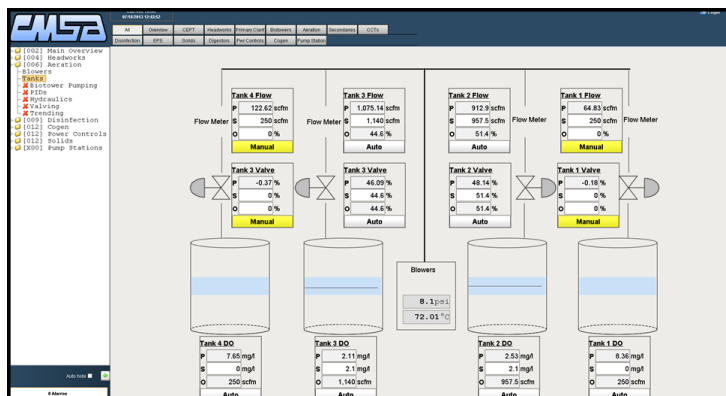 CMSA
07/18/2013 13:43:52
Login
All Overview CEPT Headworks Primary Clarif Biotowers Aeration Secondaries CCTs
Disinfection EPS Solids Digestors Pwr Controls Cogen Pump Station
[002] Main Overview
[004] Headworks
[006] Aeration
Blowers
Tanks
Biotower Pumping
PIDs
Hydraulics
Valving
Trending
[009] Disinfection
[012] Cogen
[012] Power Controls
[012] Solids
[X00] Pump Stations
Auto hide
0 Alarms
Tank 4 Flow
P 122.62 scfm
S 250 scfm
O 0 %
Manual
Flow Meter
Tank 3 Flow
P 1,075.14 scfm
S 1,140 scfm
O 44.6 %
Auto
Flow Meter
Tank 2 Flow
P 912.9 scfm
S 957.5 scfm
O 51.4 %
Auto
Flow Meter
Tank 1 Flow
P 64.83 scfm
S 250 scfm
O 0 %
Manual
Flow Meter
Tank 3 Valve
P -0.37 %
S 0 %
O 0 %
Manual
Tank 3 Valve
P 46.09 %
S 44.6 %
O 44.6 %
Auto
Tank 2 Valve
P 48.14 %
S 51.4 %
O 51.4 %
Auto
Tank 1 Valve
P -0.18 %
S 0 %
O 0 %
Manual
Blowers
8.1psi
72.01°C
Tank 4 DO
P 7.65 mg/l
S 0 mg/l
O 250 scfm
Auto
Tank 3 DO
P 2.11 mg/l
S 2.1 mg/l
O 1,140 scfm
Auto
Tank 2 DO
P 2.53 mg/l
S 2.1 mg/l
O 957.5 scfm
Auto
Tank 1 DO
P 8.36 mg/l
S 0 mg/l
O 250 scfm
Auto